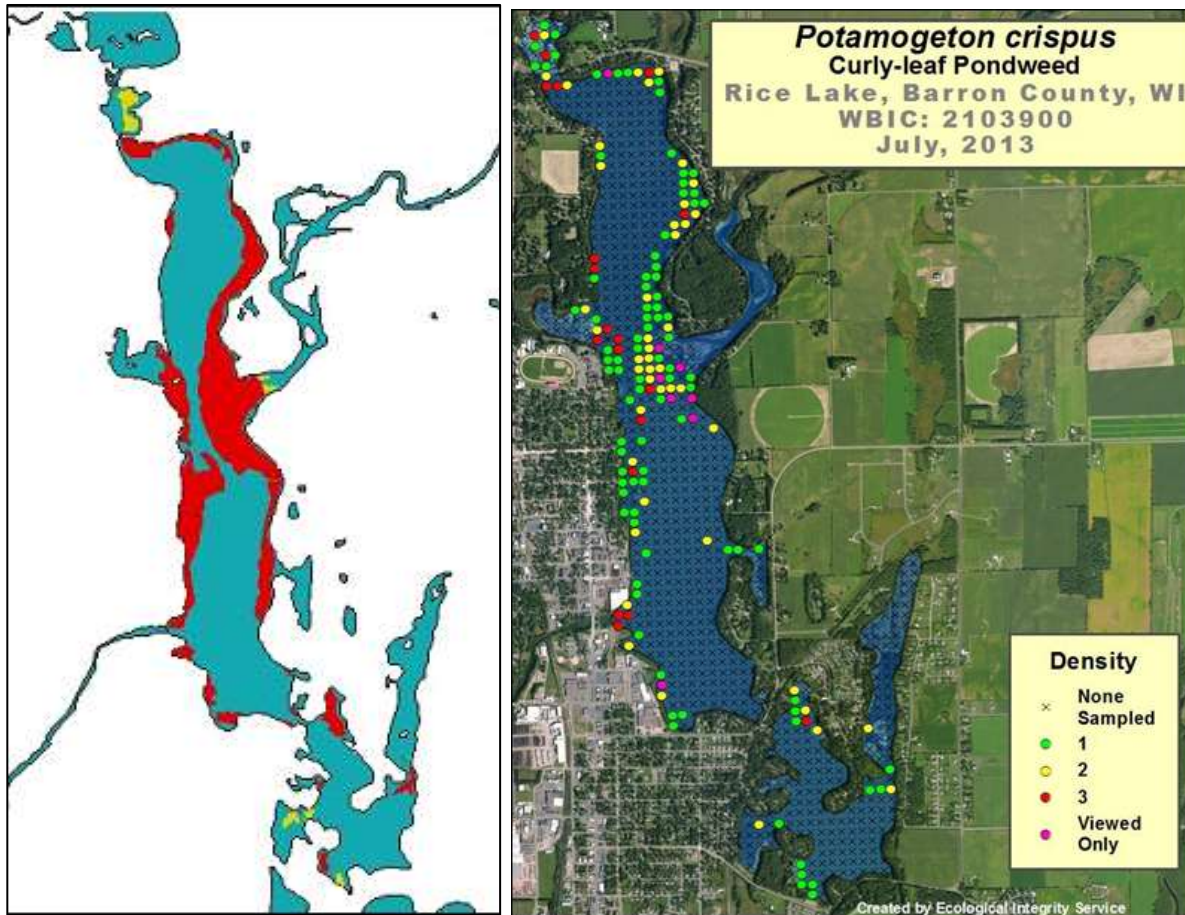 Potamogeton crispus
Curly-leaf Pondweed
Rice Lake, Barron County, WI
WBIC: 2103900
July, 2013
Density
None
Sampled
1
2
3
Viewed
Only
Created by Ecological Integrity Service